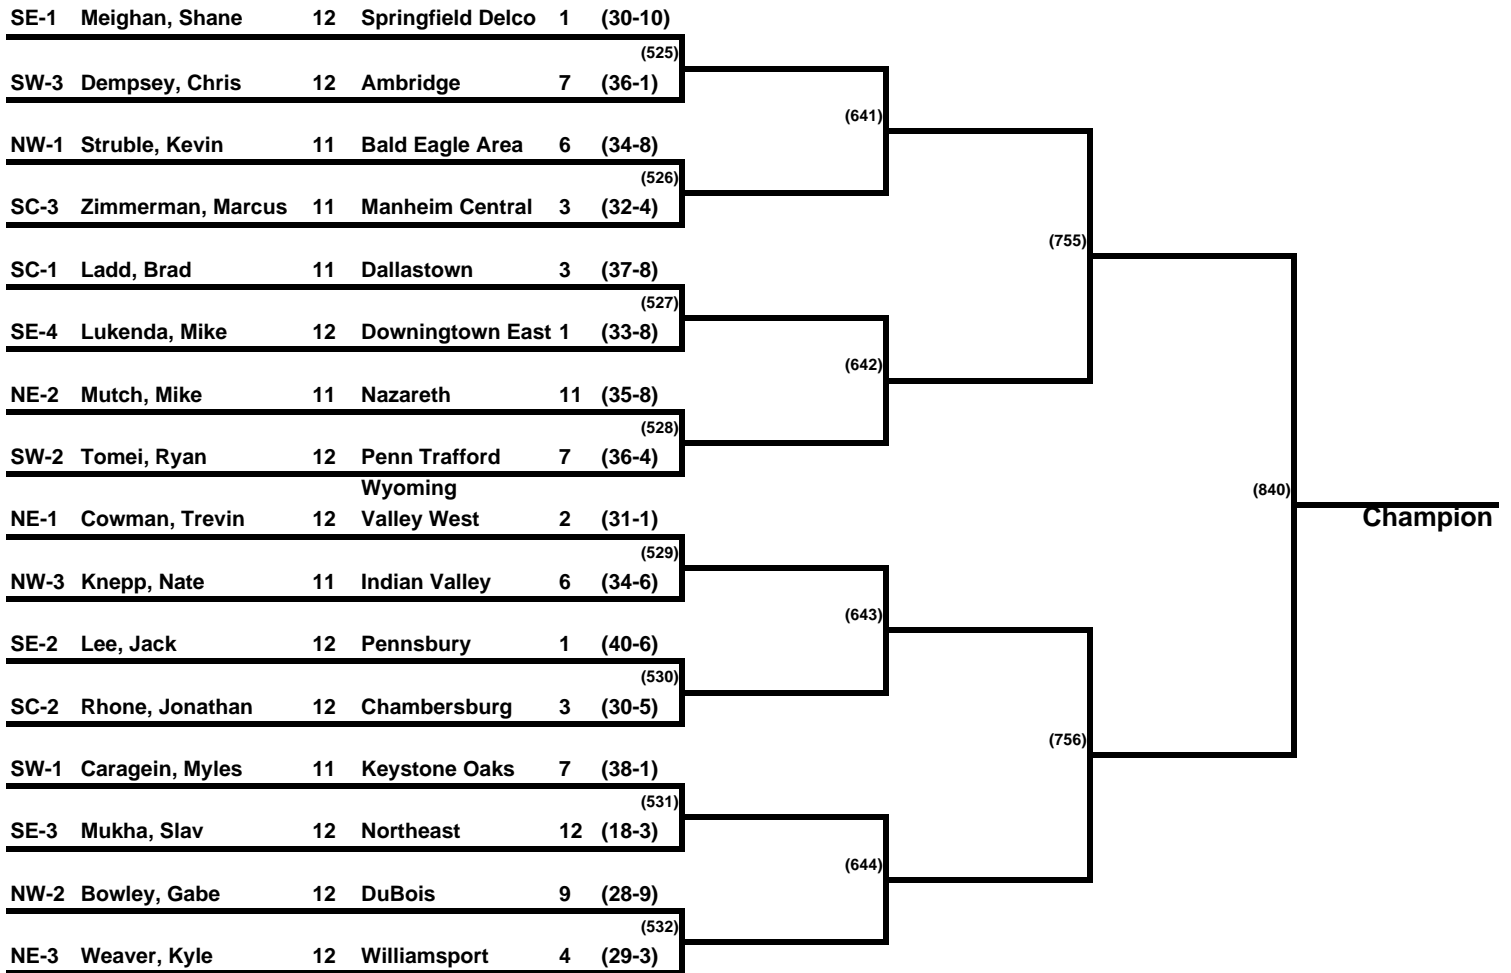 SE-1 Meighan, Shane 12 Springfield Delco 1 (30-10)
(525)
SW-3 Dempsey, Chris 12 Ambridge 7 (36-1)
(641)
NW-1 Struble, Kevin 11 Bald Eagle Area 6 (34-8)
(526)
SC-3 Zimmerman, Marcus 11 Manheim Central 3 (32-4)
(755)
SC-1 Ladd, Brad 11 Dallastown 3 (37-8)
(527)
SE-4 Lukenda, Mike 12 Downingtown East 1 (33-8)
(642)
NE-2 Mutch, Mike 11 Nazareth 11 (35-8)
(528)
SW-2 Tomei, Ryan 12 Penn Trafford 7 (36-4)
Wyoming
(840)
NE-1 Cowman, Trevin 12 Valley West 2 (31-1)
Champion
(529)
NW-3 Knepp, Nate 11 Indian Valley 6 (34-6)
(643)
SE-2 Lee, Jack 12 Pennsbury 1 (40-6)
(530)
SC-2 Rhone, Jonathan 12 Chambersburg 3 (30-5)
(756)
SW-1 Caragein, Myles 11 Keystone Oaks 7 (38-1)
(531)
SE-3 Mukha, Slav 12 Northeast 12 (18-3)
(644)
NW-2 Bowley, Gabe 12 DuBois 9 (28-9)
(532)
NE-3 Weaver, Kyle 12 Williamsport 4 (29-3)